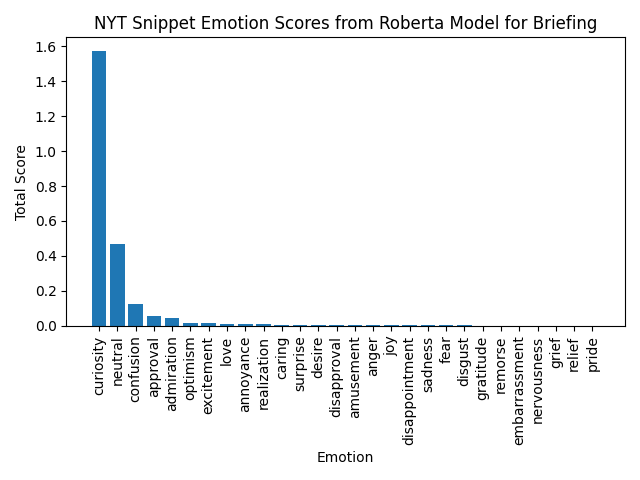 NYT Snippet Emotion Scores from Roberta Model for Briefing
Total Score
1.6
1.4
1.2
1.0
0.8
0.6
0.4
0.2
0.0
curiosity
neutral
confusion
approval
admiration
optimism
excitement
love
annoyance
realization
caring
surprise
desire
disapproval
amusement
anger
joy
disappointment
sadness
fear
disgust
gratitude
remorse
embarrassment
nervousness
grief
relief
pride
Emotion